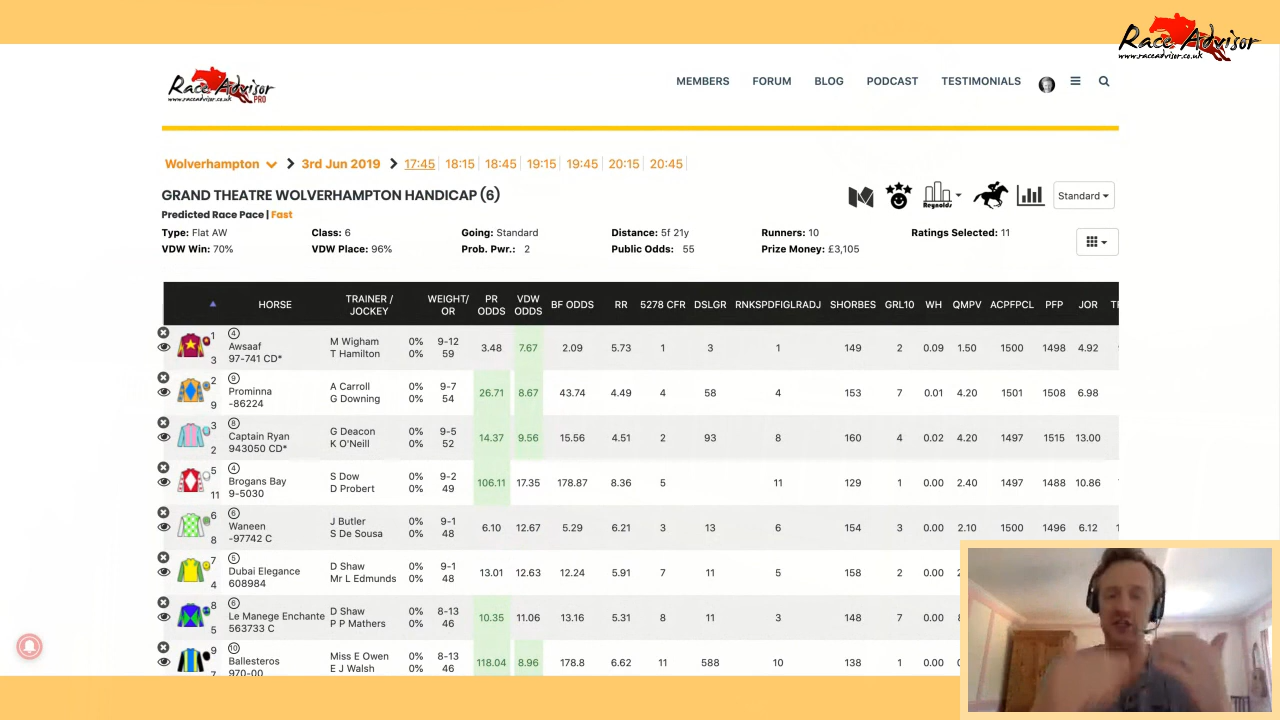 Race Advisor
www.raceadvisor.co.uk
Race Advisor
www.raceadvisor.co.uk PRO
MEMBERS FORUM BLOG PODCAST TESTIMONIALS
Wolverhampton 3rd Jun 2019 17:45 18:15 18:45 19:15 19:45 20:15 20:45
GRAND THEATRE WOLVERHAMPTON HANDICAP (6)
Reynolds
Standard
Predicted Race Pace | Fast
Type: Flat AW Class: 6 Going: Standard Distance: 5f 21y Runners: 10 Ratings Selected: 11
VDW Win: 70% VDW Place: 96% Prob. Pwr.: 2 Public Odds: 55 Prize Money: £3,105
HORSE TRAINER / JOCKEY WEIGHT/ OR PR ODDS VDW ODDS BF ODDS RR 5278 CFR DSLGR RNKSPDFIGLRADJ SHORBES GRL10 WH QMPV ACPFPCL PFP JOR
1 4 M Wigham 0% 9-12
Awsaaf 3.48 7.67 2.09 5.73 1 3 1 149 2 0.09 1.50 1500 1498 4.92
3 97-741 CD* T Hamilton 0% 59
2 9 A Carroll 0% 9-7
Prominna 26.71 8.67 43.74 4.49 4 58 4 153 7 0.01 4.20 1501 1508 6.98
9 -86224 G Downing 0% 54
3 8 G Deacon 0% 9-5
Captain Ryan 14.37 9.56 15.56 4.51 2 93 8 160 4 0.02 4.20 1497 1515 13.00
2 943050 CD* K O'Neill 0% 52
5 4 S Dow 0% 9-2
Brogans Bay 106.11 17.35 178.87 8.36 5 11 129 1 0.00 2.40 1497 1488 10.86
11 9-5030 D Probert 0% 49
6 6 J Butler 0% 9-1
Waneen 6.10 12.67 5.29 6.21 3 13 6 154 3 0.00 2.10 1500 1496 6.12
8 -97742 C S De Sousa 0% 48
7 5 D Shaw 0% 9-1
Dubai Elegance 13.01 12.63 12.24 5.91 7 11 5 158 2 0.00
4 608984 Mr L Edmunds 0% 48
8 6 D Shaw 0% 8-13
Le Manege Enchante 10.35 11.06 13.16 5.31 8 11 3 148 7 0.00
5 563733 C P P Mathers 0% 46
9 10 Miss E Owen 0% 8-13
Ballesteros 118.04 8.96 178.8 6.62 11 588 10 138 1 0.00
970-00 E J Walsh 0% 46